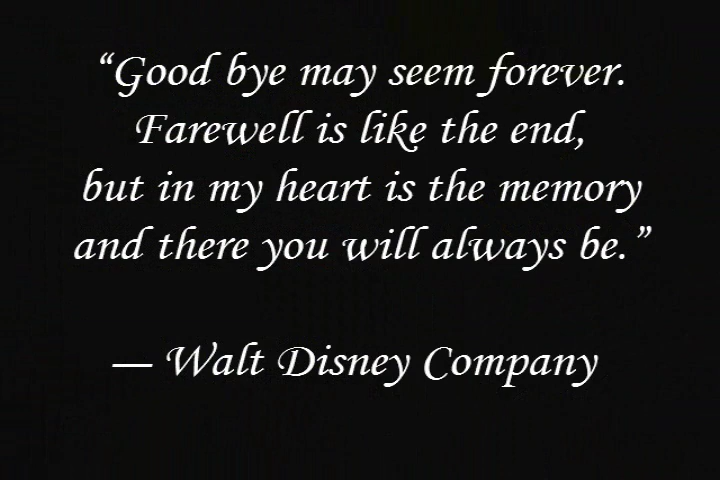 “Good bye may seem forever.
Farewell is like the end,
but in my heart is the memory
and there you will always be.”
— Walt Disney Company